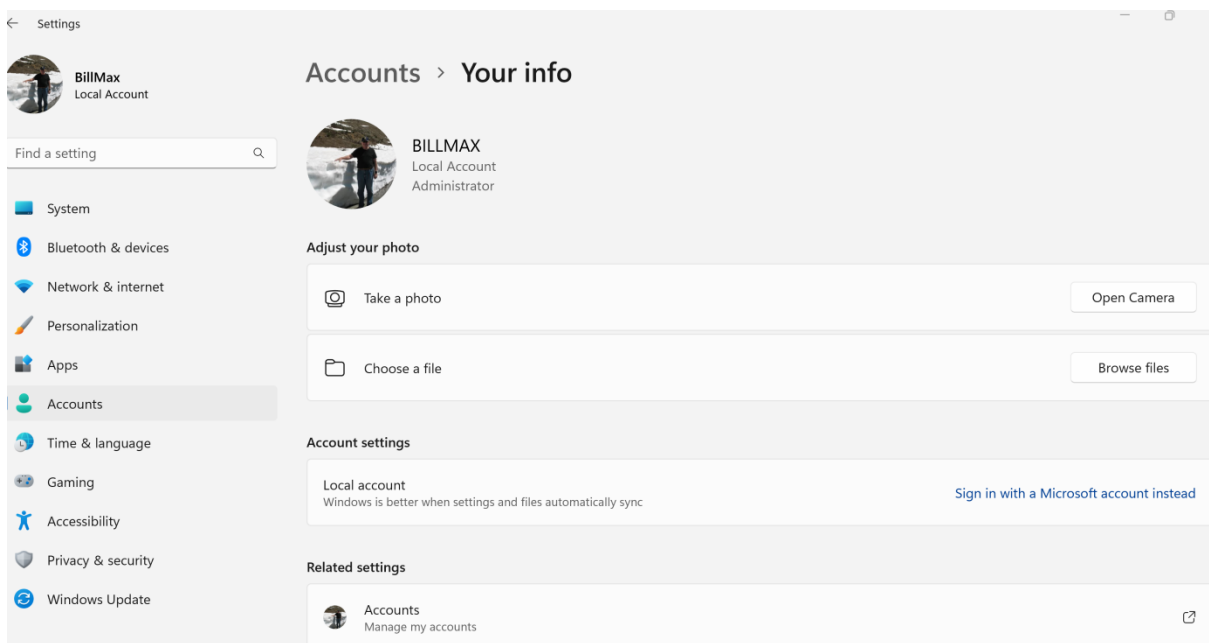 Settings
BillMax
Local Account
Find a setting
System
Bluetooth & devices
Network & internet
Personalization
Apps
Accounts
Time & language
Gaming
Accessibility
Privacy & security
Windows Update
Accounts > Your info
BILLMAX
Local Account
Administrator
Adjust your photo
Take a photo
Open Camera
Choose a file
Browse files
Account settings
Local account
Windows is better when settings and files automatically sync
Sign in with a Microsoft account instead
Related settings
Accounts
Manage my accounts